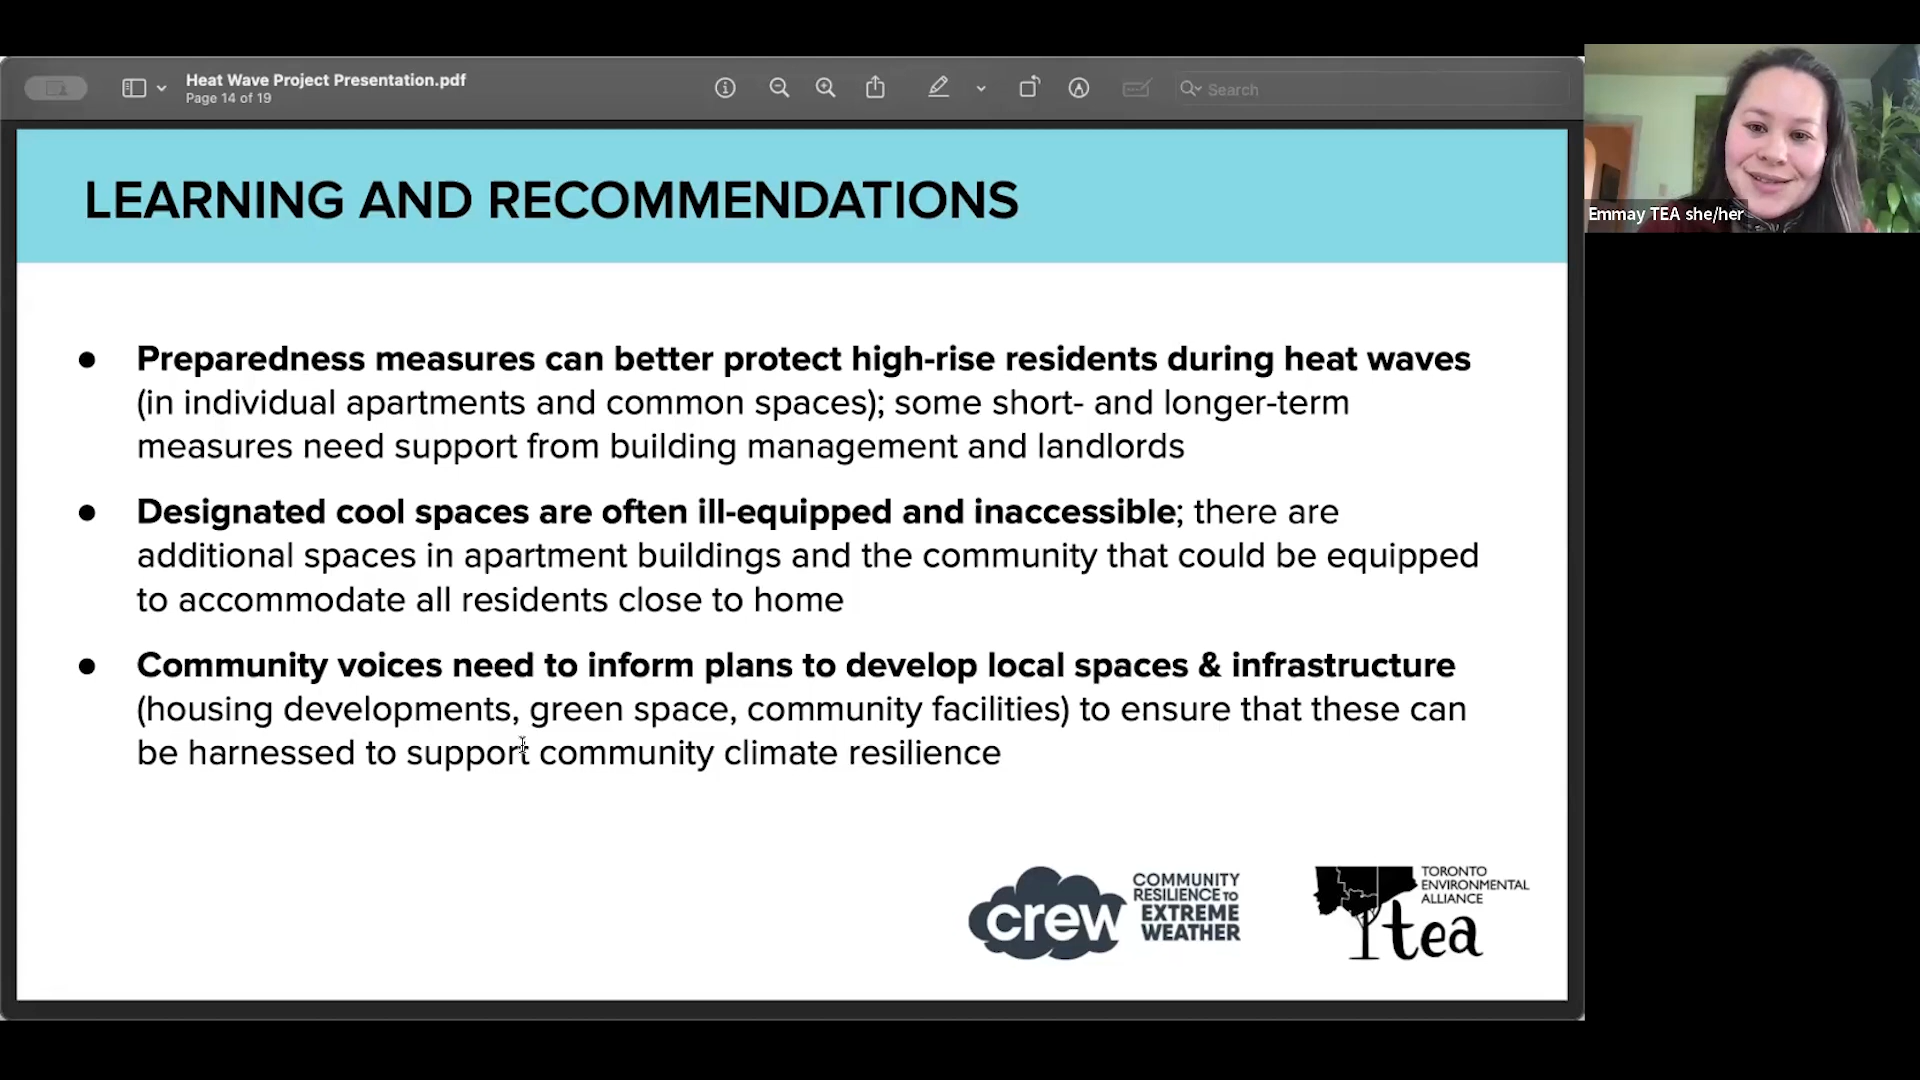 Heat Wave Project Presentation.pdf
Page 14 of 19
Search
Emmay TEA she/her
LEARNING AND RECOMMENDATIONS
● Preparedness measures can better protect high-rise residents during heat waves
(in individual apartments and common spaces); some short- and longer-term
measures need support from building management and landlords
● Designated cool spaces are often ill-equipped and inaccessible; there are
additional spaces in apartment buildings and the community that could be equipped
to accommodate all residents close to home
● Community voices need to inform plans to develop local spaces & infrastructure
(housing developments, green space, community facilities) to ensure that these can
be harnessed to support community climate resilience
crew
COMMUNITY
RESILIENCE TO
EXTREME
WEATHER
TORONTO
ENVIRONMENTAL
ALLIANCE
tea